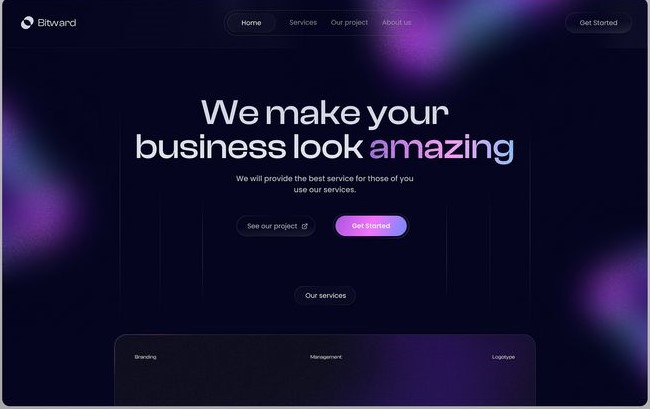 Bitward
Home
Services
Our project
About us
Get Started
We make your
business look amazing
We will provide the best service for those of you
use our services.
See our project
Get Started
Our services
Branding
Management
Logotype